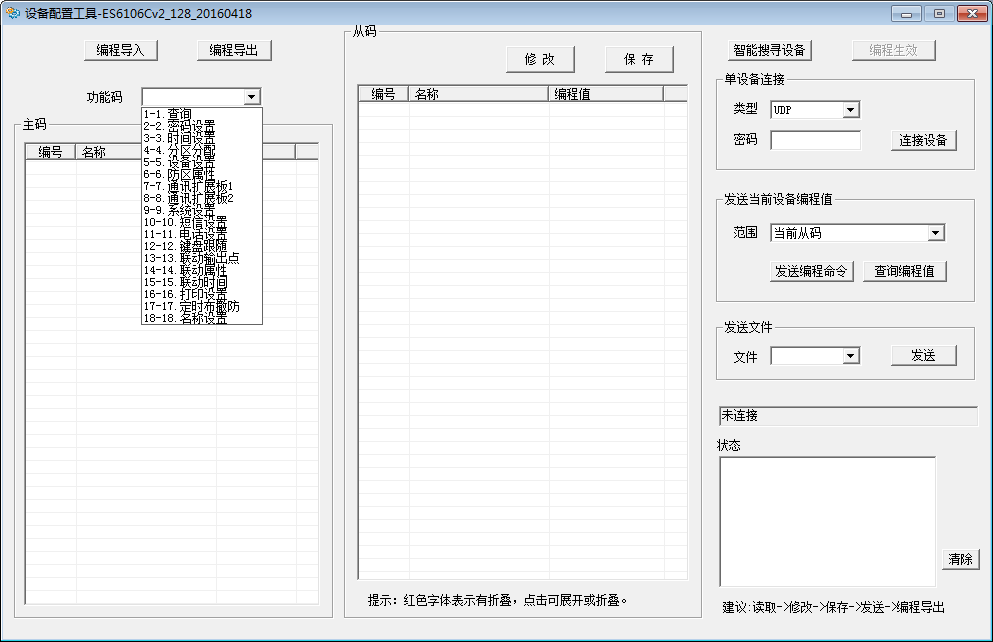 设备配置工具-ES6106Cv2_128_20160418
编程导入
编程导出
功能码
1-1.查询
2-2.密码设置
3-3.时间设置
4-4.分区分配
5-5.设备设置
6-6.防区属性
7-7.通讯扩展板1
8-8.通讯扩展板2
9-9.系统设置
10-10.短信设置
11-11.电话设置
12-12.键盘跟随
13-13.联动输出点
14-14.联动属性
15-15.联动时间
16-16.打印设置
17-17.定时布撤防
18-18.名称设置
主码
编号 名称
从码
修 改
保 存
编号 名称 编程值
提示：红色字体表示有折叠，点击可展开或折叠。
智能搜寻设备
编程生效
单设备连接
类型 UDP
密码
连接设备
发送当前设备编程值
范围 当前从码
发送编程命令
查询编程值
发送文件
文件
发送
未连接
状态
清除
建议:读取->修改->保存->发送->编程导出